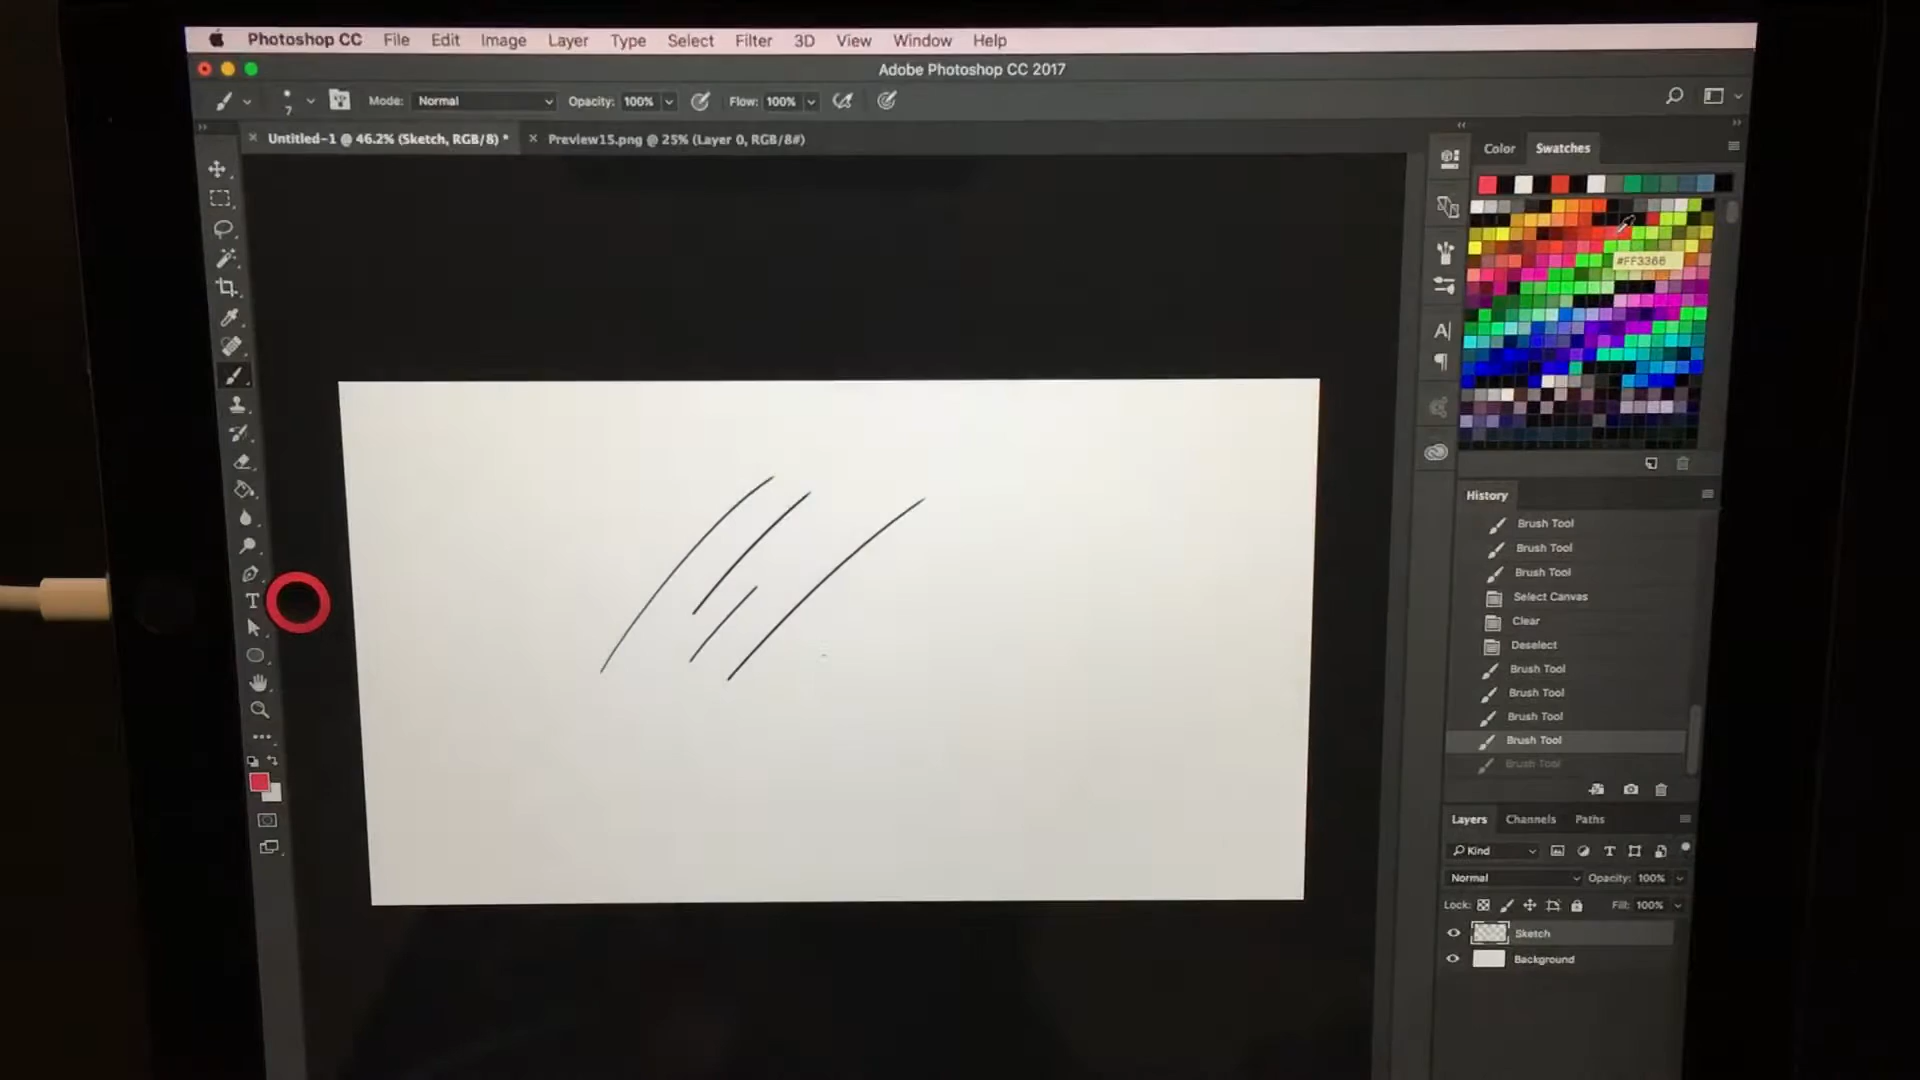 Photoshop CC File Edit Image Layer Type Select Filter 3D View Window Help
Adobe Photoshop CC 2017
7 Mode: Normal Opacity: 100% Flow: 100%
Untitled-1 @ 46.2% (Sketch, RGB/8) * Preview15.png @ 25% (Layer 0, RGB/8#)
Color Swatches
#FF3366
History
Brush Tool
Brush Tool
Brush Tool
Select Canvas
Clear
Deselect
Brush Tool
Brush Tool
Brush Tool
Brush Tool
Brush Tool
Layers Channels Paths
Kind
Normal Opacity: 100%
Lock: Fill: 100%
Sketch
Background